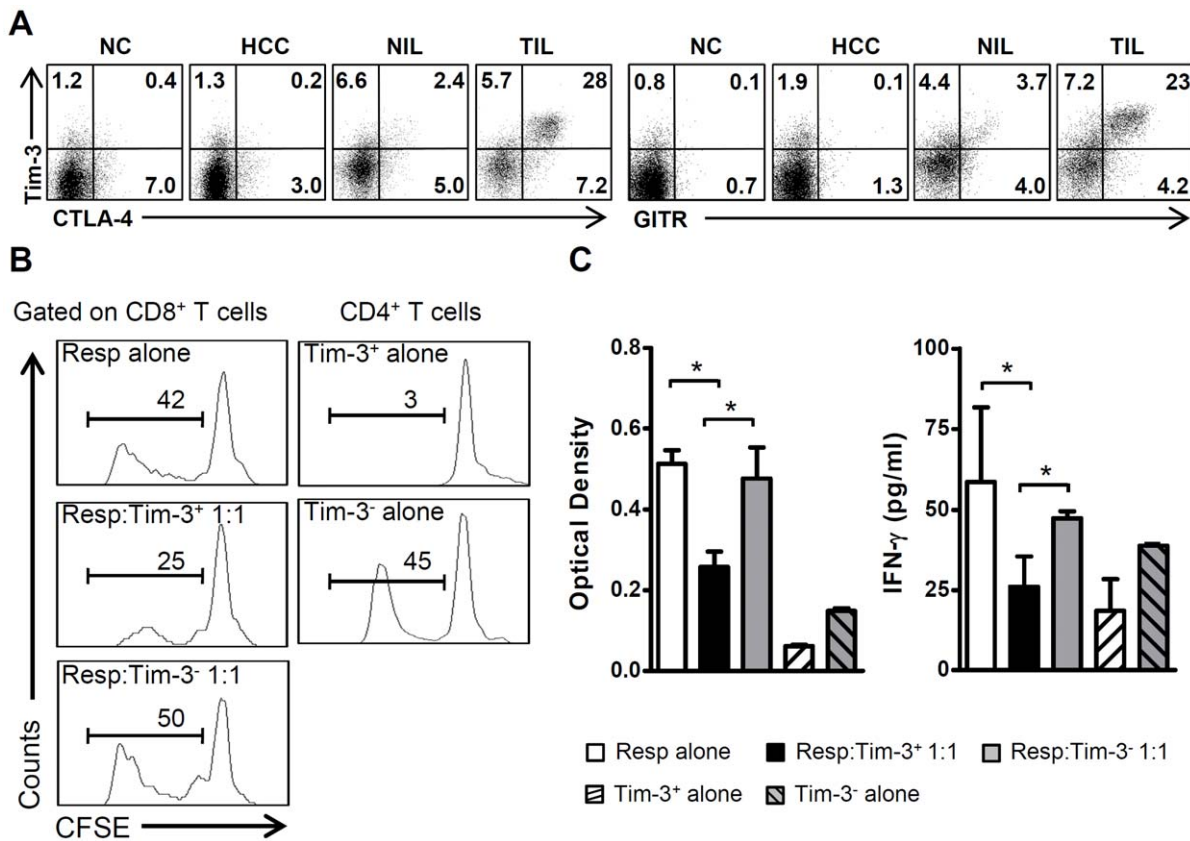 A
NC HCC NIL TIL NC HCC NIL TIL
1.2 0.4 1.3 0.2 6.6 2.4 5.7 28 0.8 0.1 1.9 0.1 4.4 3.7 7.2 23
Tim-3
7.0 3.0 5.0 7.2 0.7 1.3 4.0 4.2
CTLA-4 GITR
B
Gated on CD8⁺ T cells CD4⁺ T cells
Resp alone Tim-3⁺ alone
42 3
Resp:Tim-3⁺ 1:1 Tim-3⁻ alone
25 45
Resp:Tim-3⁻ 1:1
50
Counts
CFSE
C
0.8
0.6
0.4
0.2
0.0
Optical Density
* *
100
75
50
25
0
IFN-γ (pg/ml)
* *
Resp alone Resp:Tim-3⁺ 1:1 Resp:Tim-3⁻ 1:1
Tim-3⁺ alone Tim-3⁻ alone